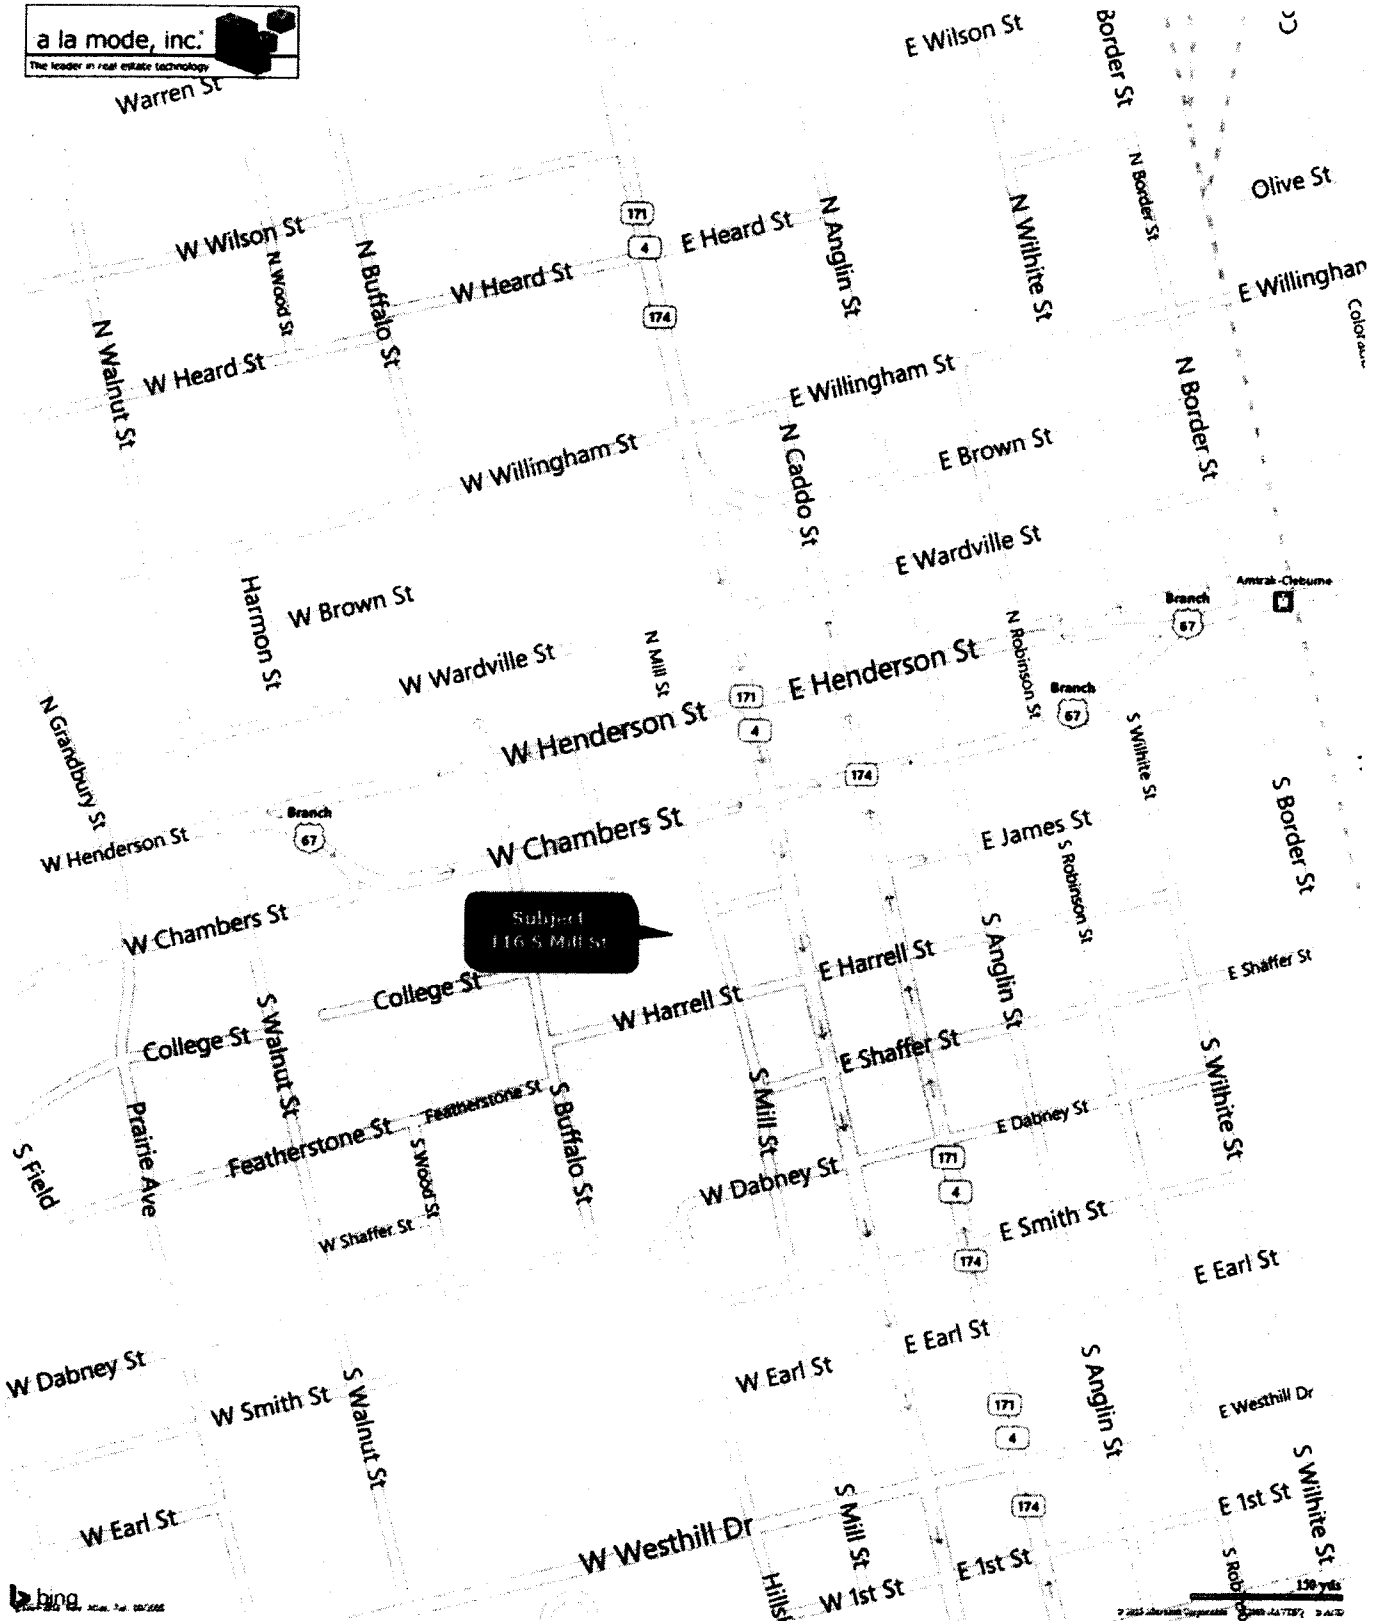 a la mode, inc.
The leader in real estate technology
E Wilson St
Border St
Warren St
N Border St
Olive St
W Wilson St
171
4
E Heard St
N Anglin St
N Wilhite St
N Wood St
N Buffalo St
W Heard St
174
E Willingham
N Walnut St
W Heard St
E Willingham St
N Border St
W Willingham St
N Caddo St
E Brown St
E Wardville St
Harmon St
W Brown St
Amtrak-Cleburne
Branch
67
N Mill St
N Robinson St
W Wardville St
E Henderson St
Branch
67
171
4
W Henderson St
N Grandbury St
S Wilhite St
174
S Border St
Branch
67
W Henderson St
W Chambers St
E James St
S Robinson St
W Chambers St
Subject
116 S Mill St
S Anglin St
E Harrell St
E Shaffer St
College St
W Harrell St
S Walnut St
College St
E Shaffer St
S Wilhite St
S Mill St
Prairie Ave
Featherstone St
Featherstone St
S Buffalo St
E Dabney St
S Field
S Wood St
W Dabney St
171
4
W Shaffer St
E Smith St
174
E Earl St
E Earl St
W Dabney St
W Earl St
S Anglin St
W Smith St
S Walnut St
171
4
E Westhill Dr
S Wilhite St
S Mill St
174
E 1st St
W Earl St
W Westhill Dr
E 1st St
W 1st St
S Rob
Hills
bing
150 yds